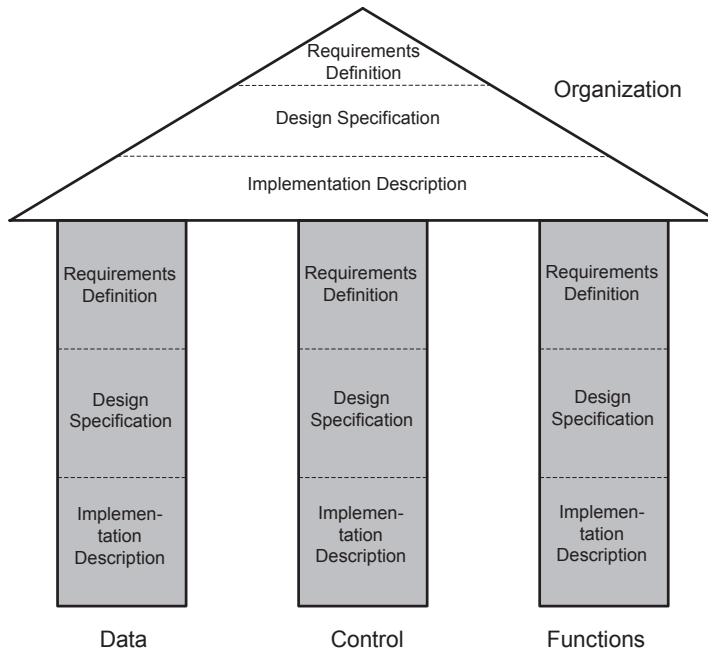 Requirements
Definition
Organization
Design Specification
Implementation Description
Requirements
Definition
Design
Specification
Implemen-
tation
Description
Data
Requirements
Definition
Design
Specification
Implemen-
tation
Description
Control
Requirements
Definition
Design
Specification
Implemen-
tation
Description
Functions